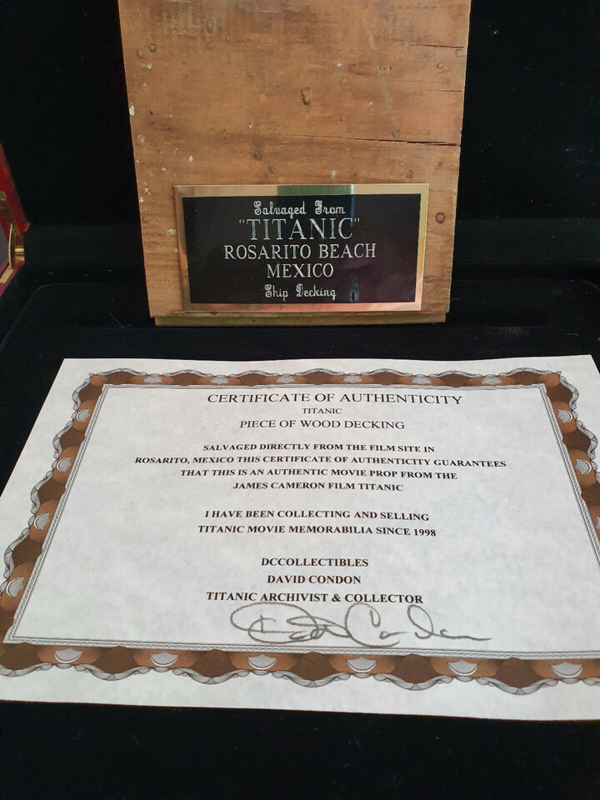 Salvaged From
"TITANIC"
ROSARITO BEACH
MEXICO
Ship Decking
CERTIFICATE OF AUTHENTICITY
TITANIC
PIECE OF WOOD DECKING
SALVAGED DIRECTLY FROM THE FILM SITE IN
ROSARITO, MEXICO THIS CERTIFICATE OF AUTHENTICITY GUARANTEES
THAT THIS IS AN AUTHENTIC MOVIE PROP FROM THE
JAMES CAMERON FILM TITANIC
I HAVE BEEN COLLECTING AND SELLING
TITANIC MOVIE MEMORABILIA SINCE 1998
DCCOLLECTIBLES
DAVID CONDON
TITANIC ARCHIVIST & COLLECTOR